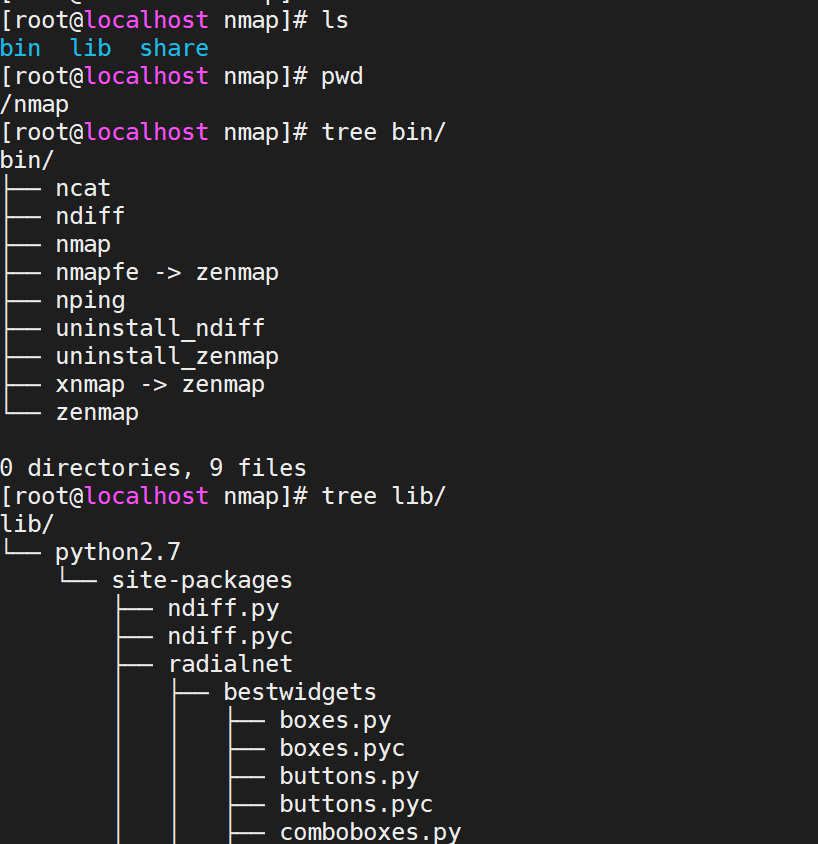 [root@localhost nmap]# ls
bin  lib  share
[root@localhost nmap]# pwd
/nmap
[root@localhost nmap]# tree bin/
bin/
├── ncat
├── ndiff
├── nmap
├── nmapfe -> zenmap
├── nping
├── uninstall_ndiff
├── uninstall_zenmap
├── xnmap -> zenmap
└── zenmap

0 directories, 9 files
[root@localhost nmap]# tree lib/
lib/
└── python2.7
    └── site-packages
        ├── ndiff.py
        ├── ndiff.pyc
        ├── radialnet
        │   ├── bestwidgets
        │   │   ├── boxes.py
        │   │   ├── boxes.pyc
        │   │   ├── buttons.py
        │   │   ├── buttons.pyc
        │   │   ├── comboboxes.py